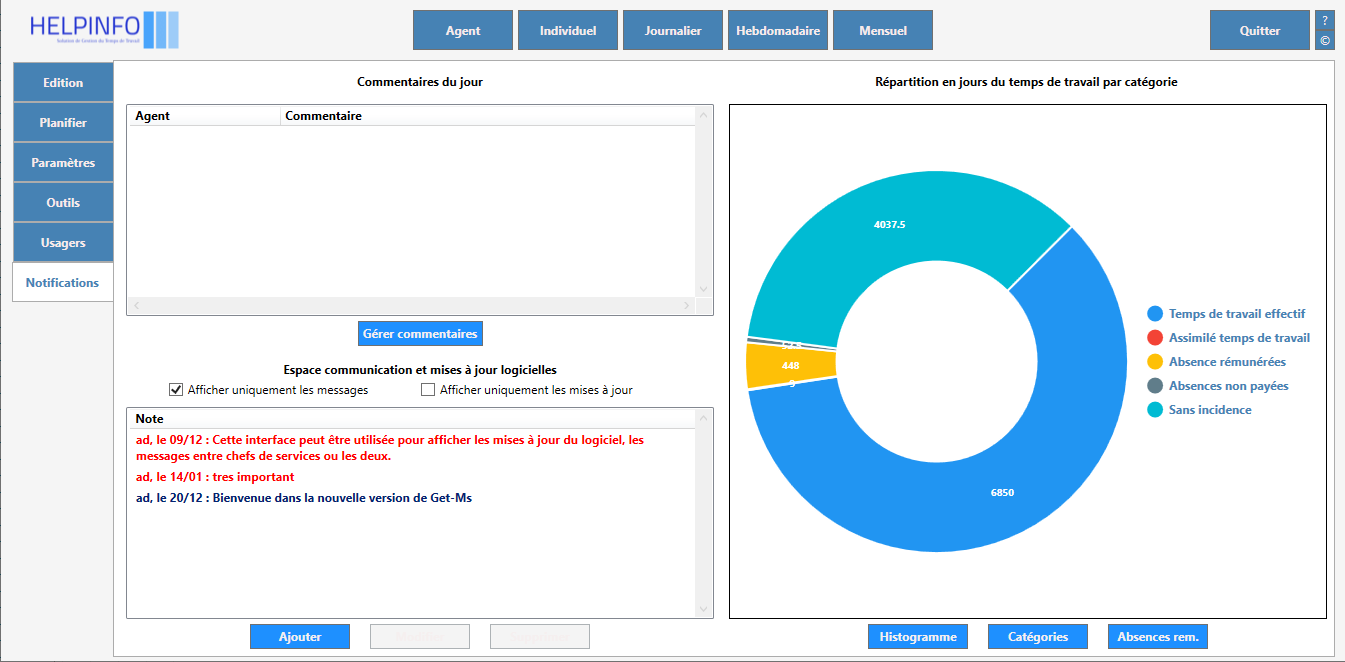 HELPINFO
Solution de Gestion du Temps de Travail
Agent
Individuel
Journalier
Hebdomadaire
Mensuel
Quitter
?
©
Edition
Planifier
Paramètres
Outils
Usagers
Notifications
Commentaires du jour
Agent Commentaire
Gérer commentaires
Espace communication et mises à jour logicielles
Afficher uniquement les messages
Afficher uniquement les mises à jour
Note
ad, le 09/12 : Cette interface peut être utilisée pour afficher les mises à jour du logiciel, les
messages entre chefs de services ou les deux.
ad, le 14/01 : tres important
ad, le 20/12 : Bienvenue dans la nouvelle version de Get-Ms
Ajouter
Répartition en jours du temps de travail par catégorie
4037.5
448
6850
Temps de travail effectif
Assimilé temps de travail
Absence rémunérées
Absences non payées
Sans incidence
Histogramme
Catégories
Absences rem.